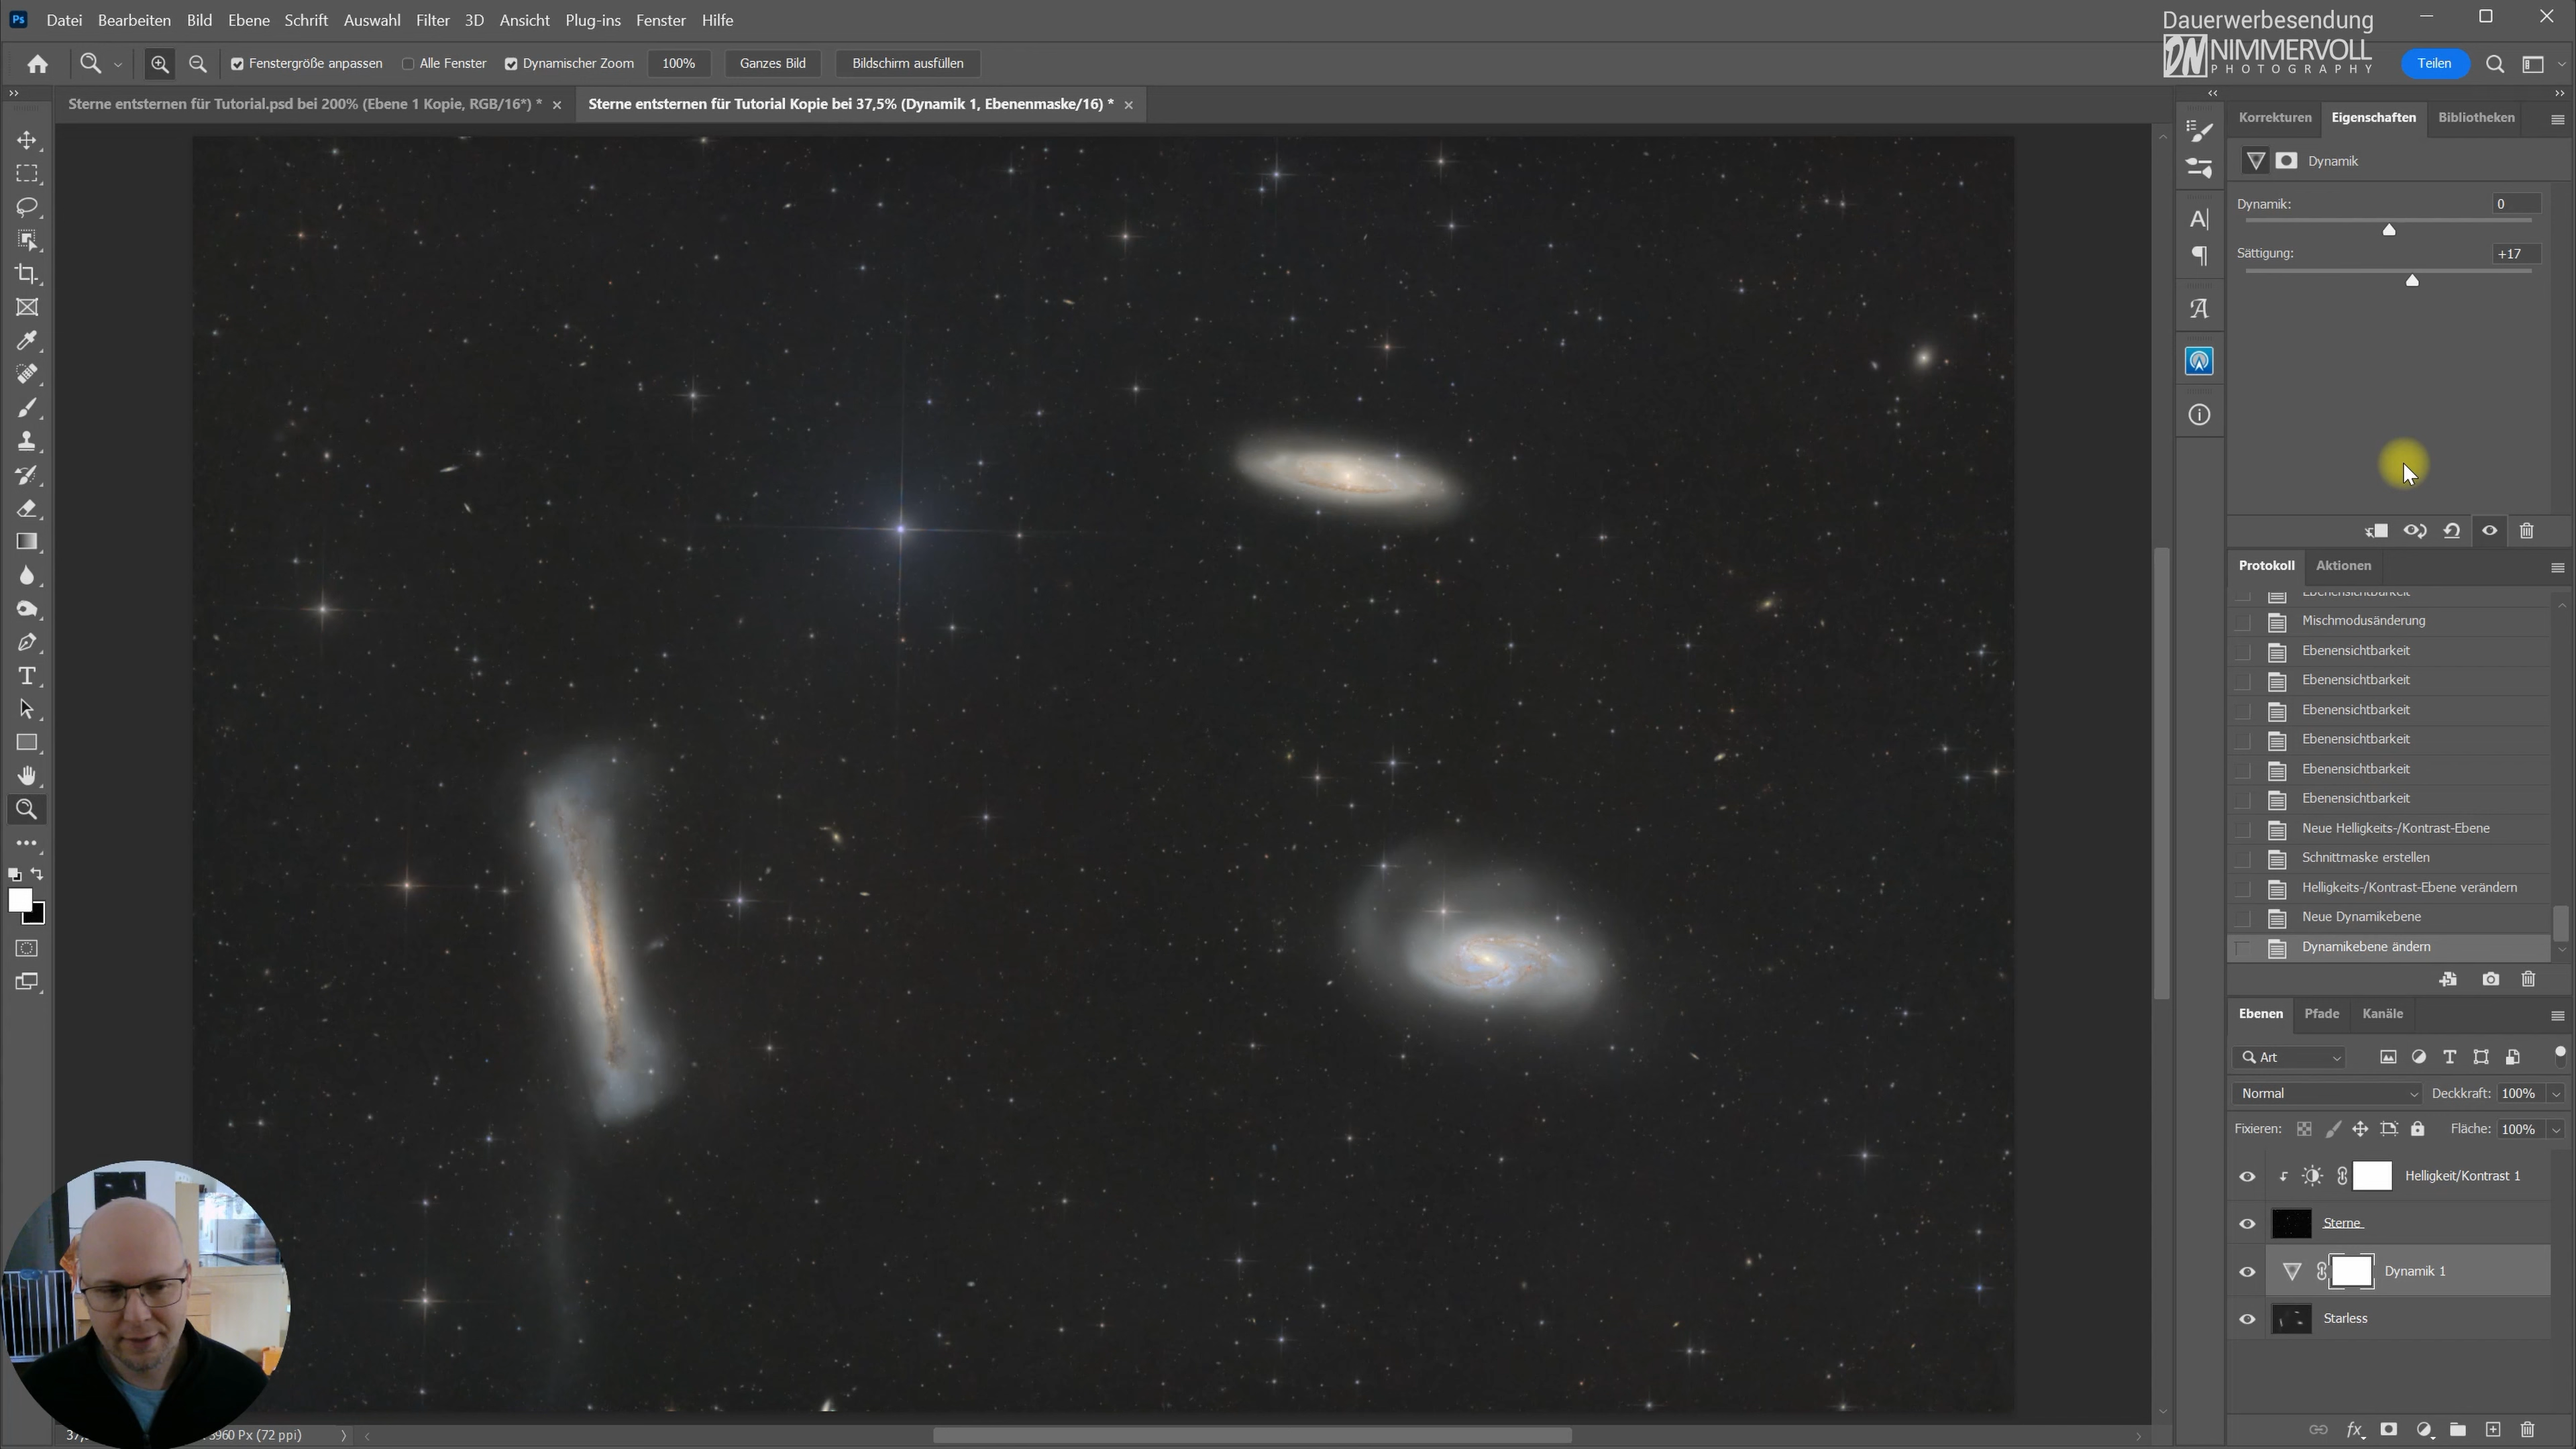 Ps Datei Bearbeiten Bild Ebene Schrift Auswahl Filter 3D Ansicht Plug-ins Fenster Hilfe
Dauerwerbesendung
DN NIMMERVOLL
PHOTOGRAPHY
Fenstergröße anpassen Alle Fenster Dynamischer Zoom 100% Ganzes Bild Bildschirm ausfüllen
Teilen
Sterne entsternen für Tutorial.psd bei 200% (Ebene 1 Kopie, RGB/16*) *
Sterne entsternen für Tutorial Kopie bei 37,5% (Dynamik 1, Ebenenmaske/16) *
Korrekturen Eigenschaften Bibliotheken
Dynamik
Dynamik: 0
Sättigung: +17
Protokoll Aktionen
Ebenensichtbarkeit
Mischmodusänderung
Ebenensichtbarkeit
Ebenensichtbarkeit
Ebenensichtbarkeit
Ebenensichtbarkeit
Ebenensichtbarkeit
Ebenensichtbarkeit
Neue Helligkeits-/Kontrast-Ebene
Schnittmaske erstellen
Helligkeits-/Kontrast-Ebene verändern
Neue Dynamikebene
Dynamikebene ändern
Ebenen Pfade Kanäle
Art
Normal Deckkraft: 100%
Fixieren: Fläche: 100%
Helligkeit/Kontrast 1
Sterne
Dynamik 1
Starless
fx
3960 Px (72 ppi)